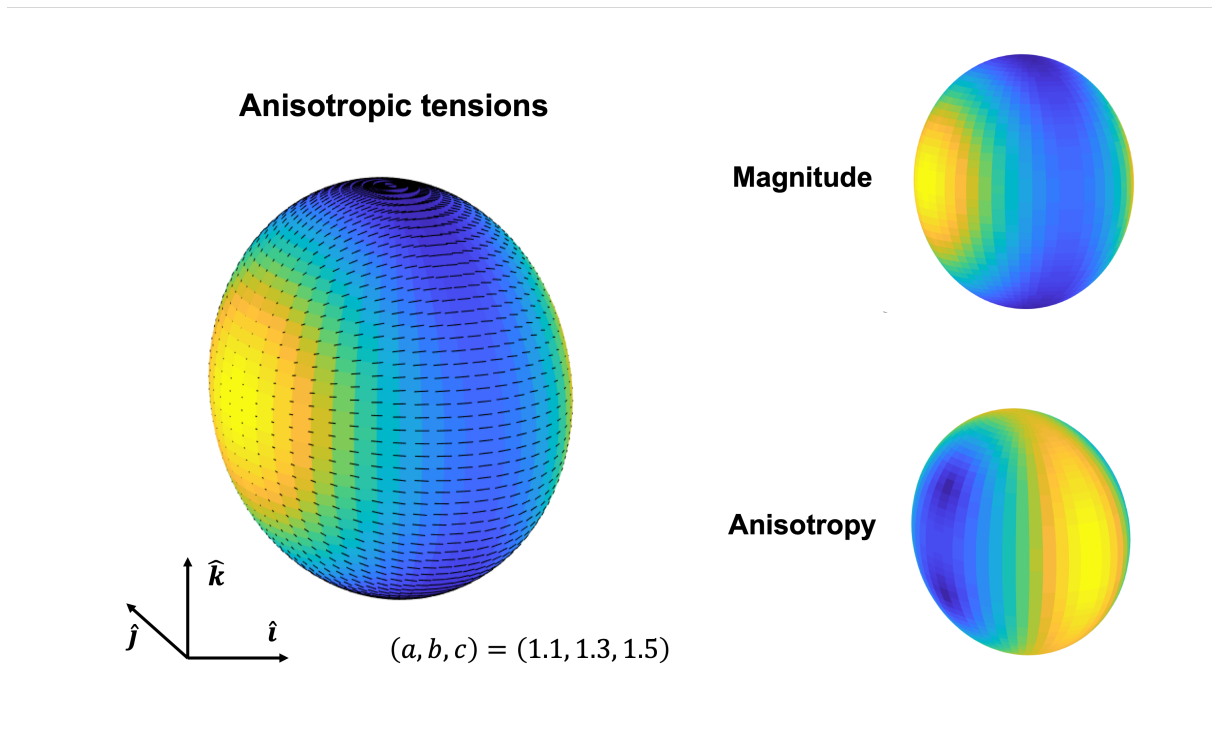 Anisotropic tensions
Magnitude
Anisotropy
k̂
ĵ
î
(a, b, c) = (1.1, 1.3, 1.5)